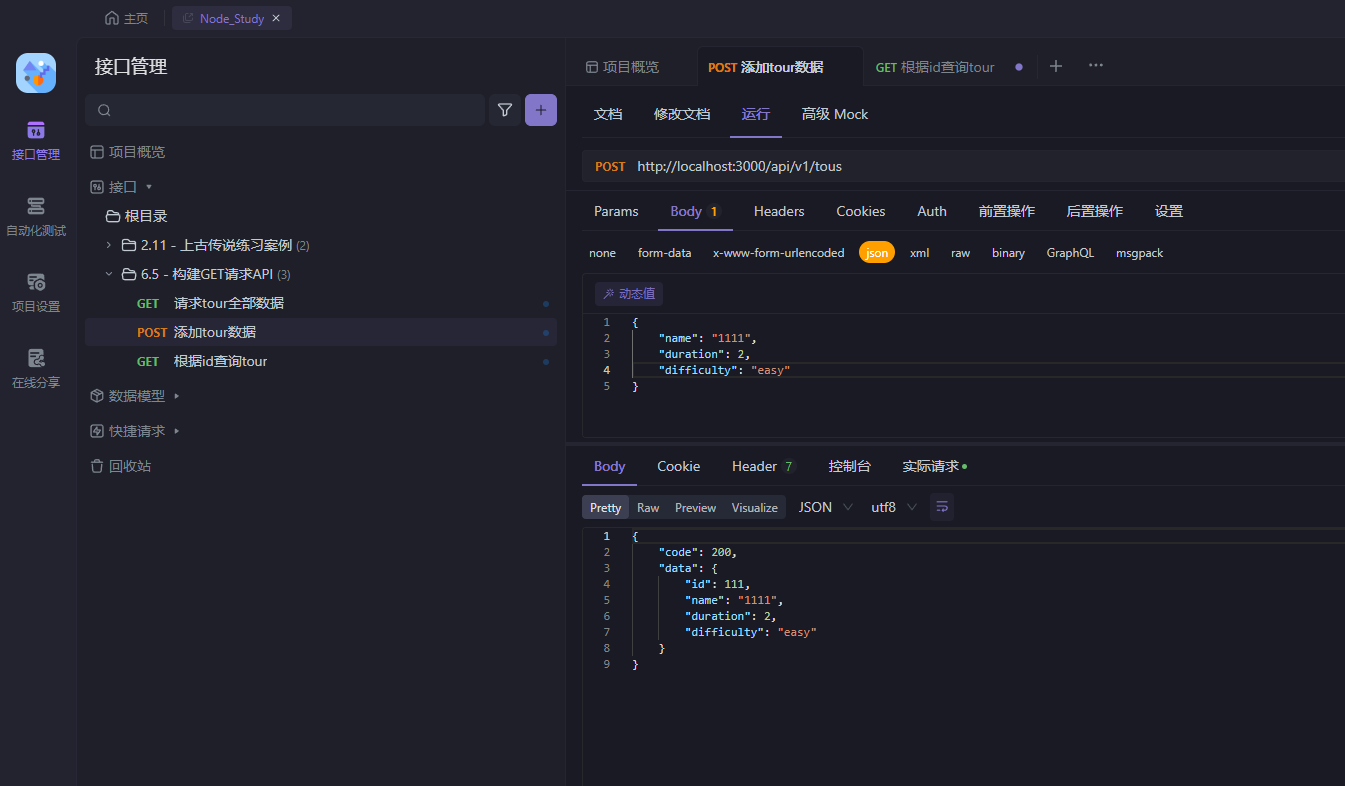 主页
Node_Study
接口管理
自动化测试
项目设置
在线分享
接口管理
项目概览
接口
根目录
2.11 - 上古传说练习案例 (2)
6.5 - 构建GET请求API (3)
GET 请求tour全部数据
POST 添加tour数据
GET 根据id查询tour
数据模型
快捷请求
回收站
项目概览 POST 添加tour数据 GET 根据id查询tour
文档 修改文档 运行 高级 Mock
POST http://localhost:3000/api/v1/tous
Params Body 1 Headers Cookies Auth 前置操作 后置操作 设置
none form-data x-www-form-urlencoded json xml raw binary GraphQL msgpack
动态值
1 {
2 "name": "1111",
3 "duration": 2,
4 "difficulty": "easy"
5 }
Body Cookie Header 7 控制台 实际请求
Pretty Raw Preview Visualize JSON utf8
1 {
2 "code": 200,
3 "data": {
4 "id": 111,
5 "name": "1111",
6 "duration": 2,
7 "difficulty": "easy"
8 }
9 }